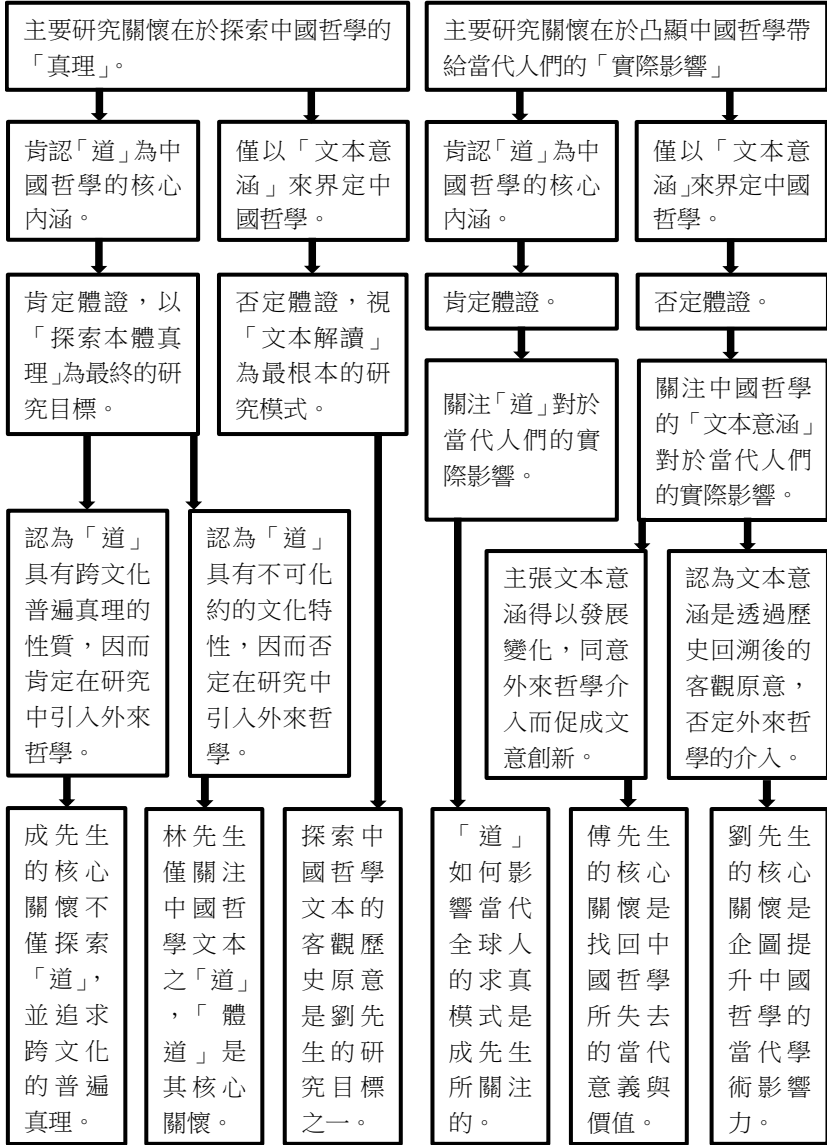 主要研究關懷在於探索中國哲學的
「真理」。
主要研究關懷在於凸顯中國哲學帶
給當代人們的「實際影響」
肯認「道」為中
國哲學的核心
內涵。
僅以「文本意
涵」來界定中
國哲學。
肯認「道」為中
國哲學的核心
內涵。
僅以「文本意
涵」來界定中國
哲學。
肯定體證，以
「探索本體真
理」為最終的研
究目標。
否定體證，視
「文本解讀」
為最根本的研
究模式。
肯定體證。
否定體證。
關注「道」對於
當代人們的實
際影響。
關注中國哲學
的「文本意涵」
對於當代人們
的實際影響。
認為「道」
具有跨文化
普遍真理的
性質，因而
肯定在研究
中引入外來
哲學。
認為「道」
具有不可化
約的文化特
性，因而否
定在研究中
引入外來哲
學。
主張文本意
涵得以發展
變化，同意
外來哲學介
入而促成文
意創新。
認為文本意
涵是透過歷
史回溯後的
客觀原意，
否定外來哲
學的介入。
成先生
的核心
關懷不
僅探索
「道」，
並追求
跨文化
的普遍
真理。
林先生
僅關注
中國哲
學文本
之「道」
，「體
道」是
其核心
關懷。
探索中
國哲學
文本的
客觀歷
史原意
是劉先
生的研
究目標
之一。
「道」
如何影
響當代
全球人
的求真
模式是
成先生
所關注
的。
傅先生
的核心
關懷是
找回中
國哲學
所失去
的當代
意義與
價值。
劉先生
的核心
關懷是
企圖提
升中國
哲學的
當代學
術影響
力。